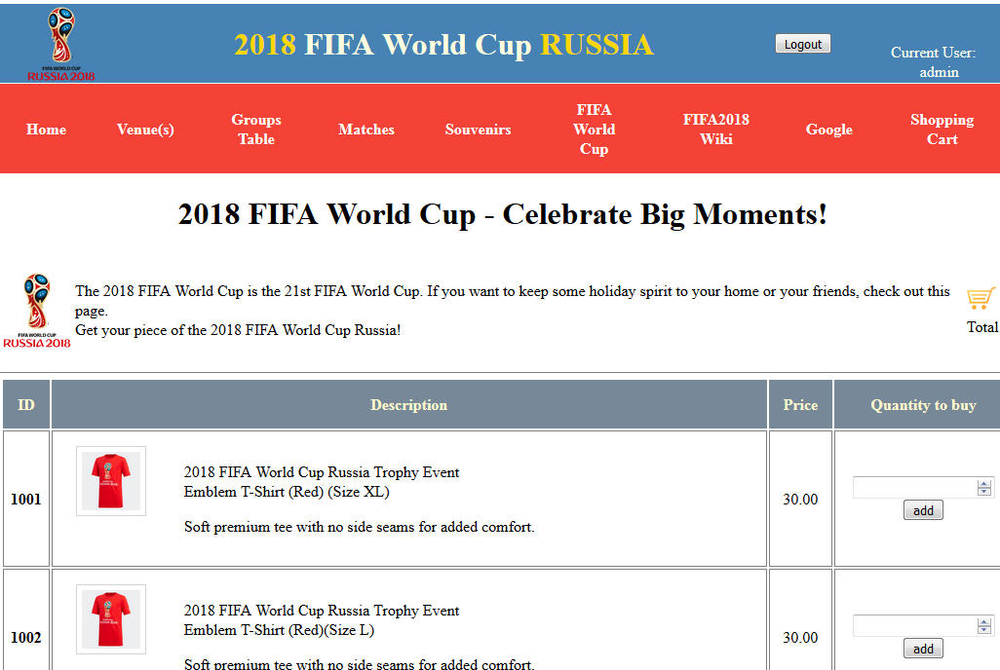 2018 FIFA World Cup RUSSIA
Logout
Current User:
admin
FIFA WORLD CUP
RUSSIA 2018
Home
Venue(s)
Groups
Table
Matches
Souvenirs
FIFA
World
Cup
FIFA2018
Wiki
Google
Shopping
Cart
2018 FIFA World Cup - Celebrate Big Moments!
FIFA WORLD CUP
RUSSIA 2018
The 2018 FIFA World Cup is the 21st FIFA World Cup. If you want to keep some holiday spirit to your home or your friends, check out this
page.
Get your piece of the 2018 FIFA World Cup Russia!
Total
ID Description Price Quantity to buy
1001
2018 FIFA World Cup Russia Trophy Event
Emblem T-Shirt (Red) (Size XL)
Soft premium tee with no side seams for added comfort.
30.00
add
1002
2018 FIFA World Cup Russia Trophy Event
Emblem T-Shirt (Red)(Size L)
Soft premium tee with no side seams for added comfort.
30.00
add